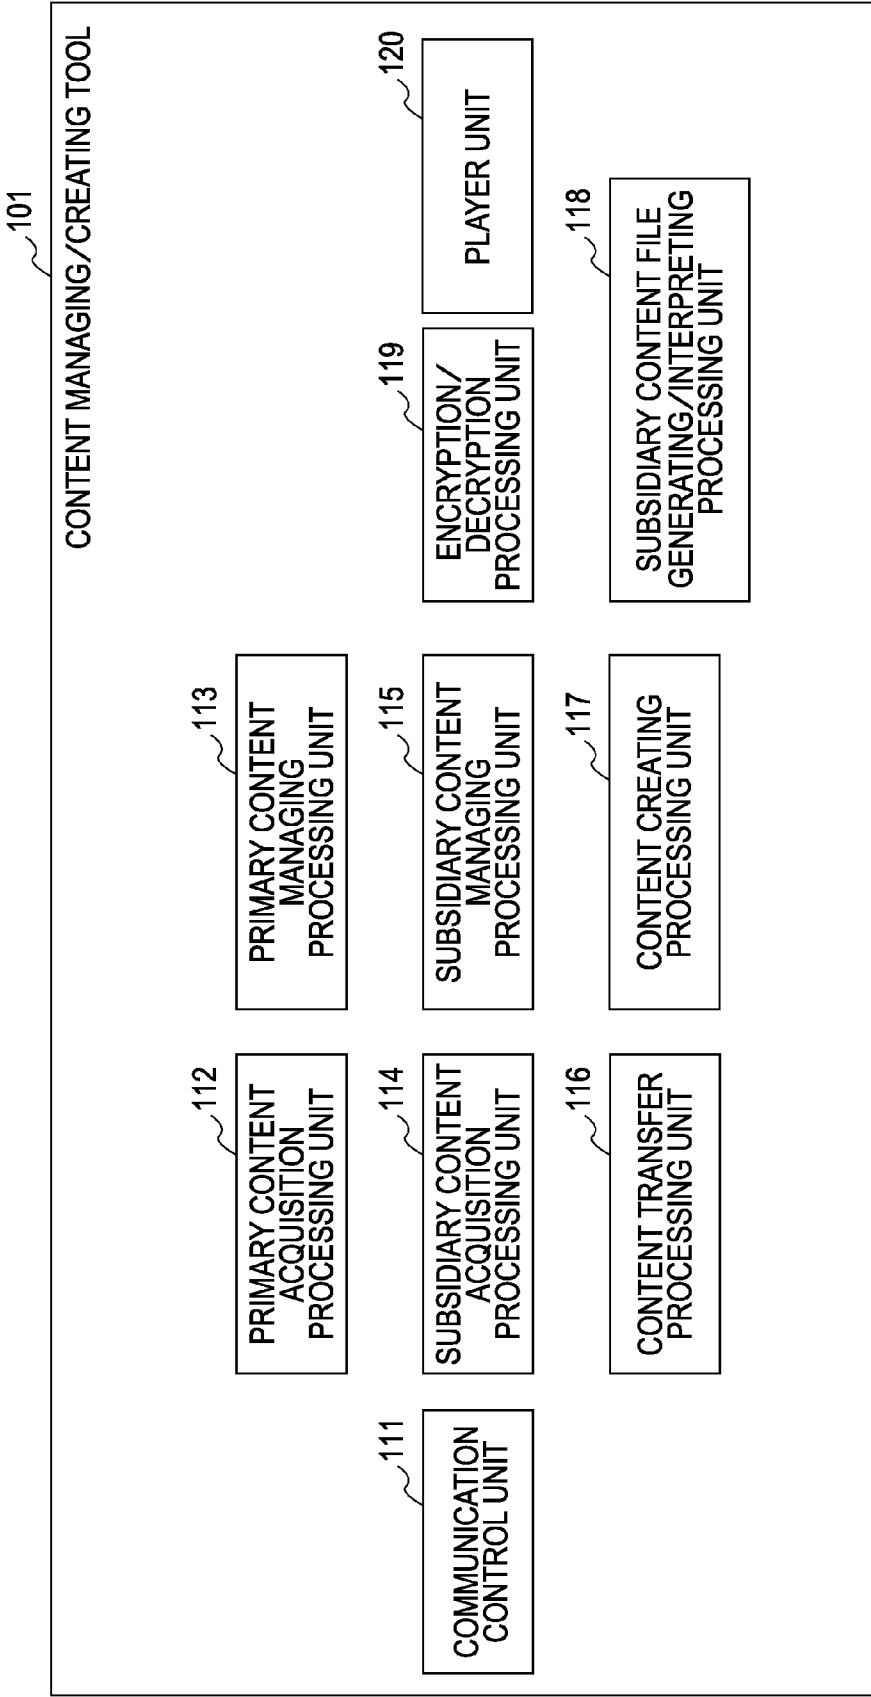 101
CONTENT MANAGING/CREATING TOOL
111
COMMUNICATION
CONTROL UNIT
112
PRIMARY CONTENT
ACQUISITION
PROCESSING UNIT
113
PRIMARY CONTENT
MANAGING
PROCESSING UNIT
114
SUBSIDIARY CONTENT
ACQUISITION
PROCESSING UNIT
115
SUBSIDIARY CONTENT
MANAGING
PROCESSING UNIT
116
CONTENT TRANSFER
PROCESSING UNIT
117
CONTENT CREATING
PROCESSING UNIT
118
SUBSIDIARY CONTENT FILE
GENERATING/INTERPRETING
PROCESSING UNIT
119
ENCRYPTION/
DECRYPTION
PROCESSING UNIT
120
PLAYER UNIT